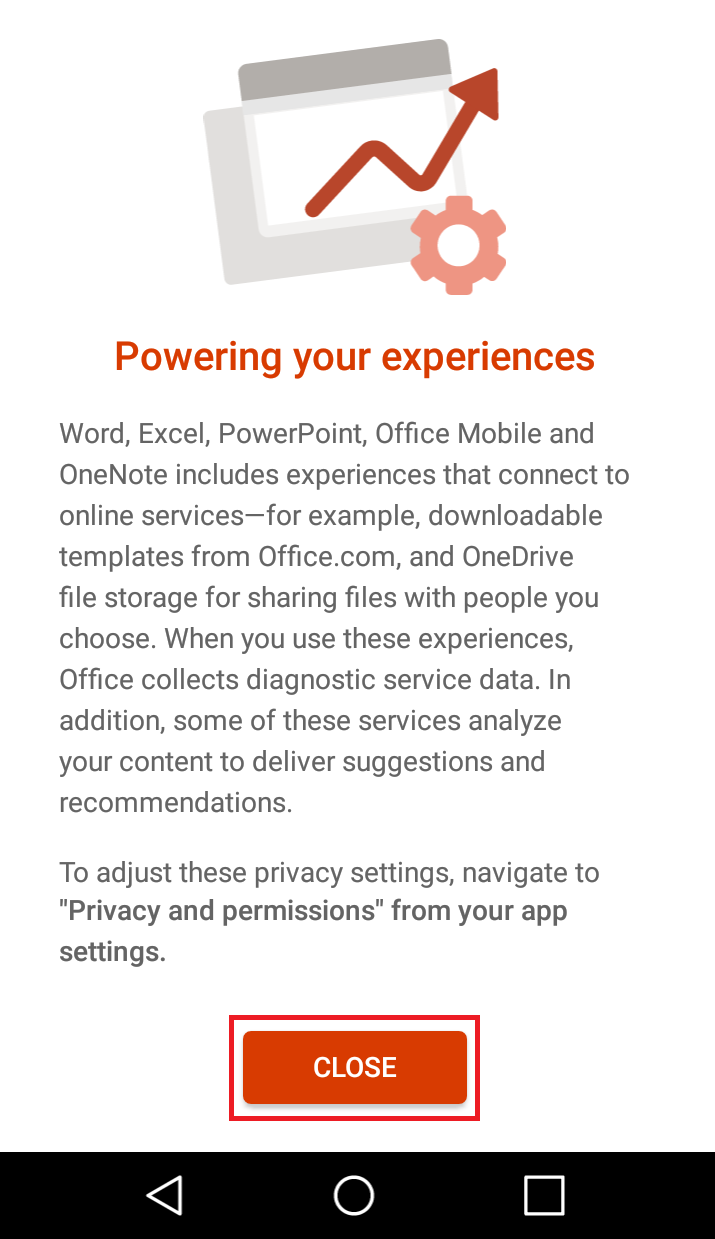 Powering your experiences
Word, Excel, PowerPoint, Office Mobile and
OneNote includes experiences that connect to
online services—for example, downloadable
templates from Office.com, and OneDrive
file storage for sharing files with people you
choose. When you use these experiences,
Office collects diagnostic service data. In
addition, some of these services analyze
your content to deliver suggestions and
recommendations.
To adjust these privacy settings, navigate to
"Privacy and permissions" from your app
settings.
CLOSE